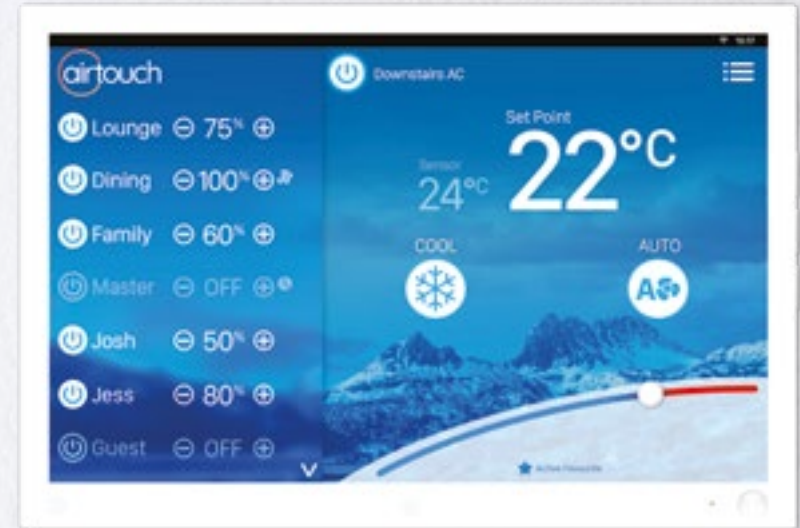 airtouch
Lounge 75%
Dining 100%
Family 60%
Master OFF
Josh 50%
Jess 80%
Guest OFF
Downstairs AC
Set Point
22°C
Sensor
24°C
COOL
AUTO
A
Active Favourite